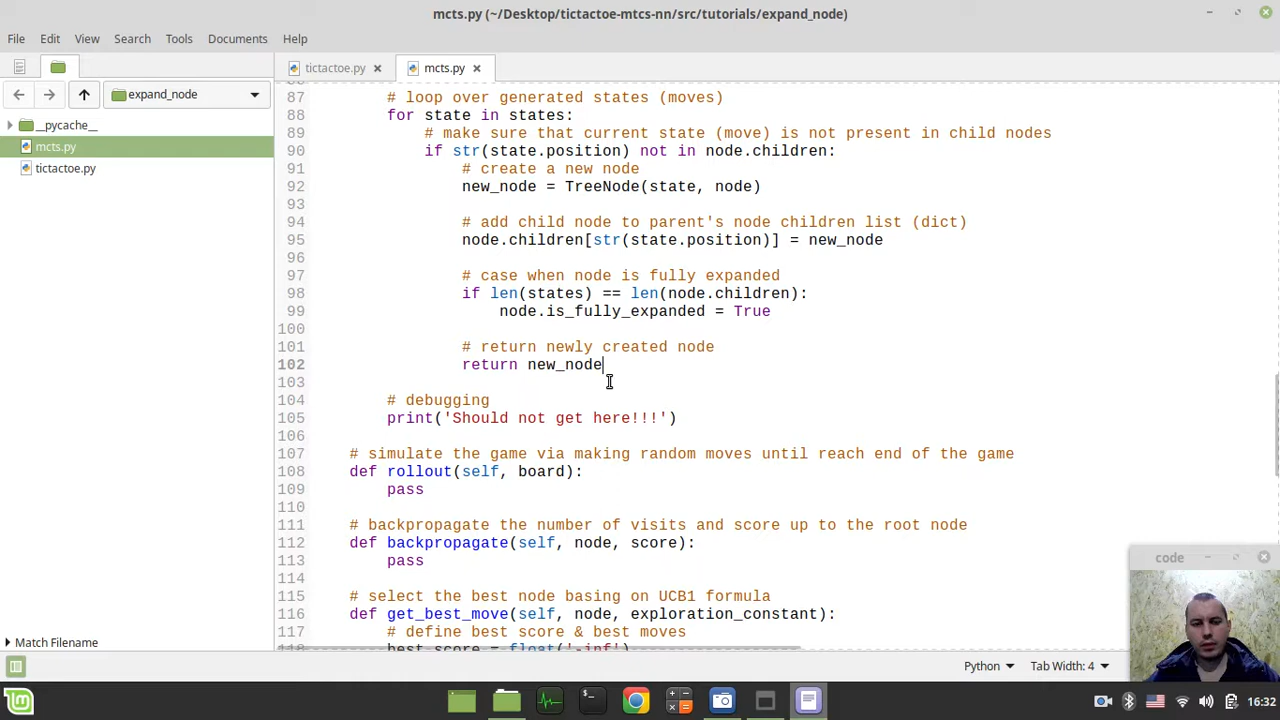 mcts.py (~/Desktop/tictactoe-mtcs-nn/src/tutorials/expand_node)
File Edit View Search Tools Documents Help
tictactoe.py
mcts.py
expand_node
__pycache__
mcts.py
tictactoe.py
87 # loop over generated states (moves)
88 for state in states:
89 # make sure that current state (move) is not present in child nodes
90 if str(state.position) not in node.children:
91 # create a new node
92 new_node = TreeNode(state, node)
93
94 # add child node to parent's node children list (dict)
95 node.children[str(state.position)] = new_node
96
97 # case when node is fully expanded
98 if len(states) == len(node.children):
99 node.is_fully_expanded = True
100
101 # return newly created node
102 return new_node
103
104 # debugging
105 print('Should not get here!!!')
106
107 # simulate the game via making random moves until reach end of the game
108 def rollout(self, board):
109 pass
110
111 # backpropagate the number of visits and score up to the root node
112 def backpropagate(self, node, score):
113 pass
114
115 # select the best node basing on UCB1 formula
116 def get_best_move(self, node, exploration_constant):
117 # define best score & best moves
118 best_score = float('-inf')
code
Match Filename
Python
Tab Width: 4
16:32